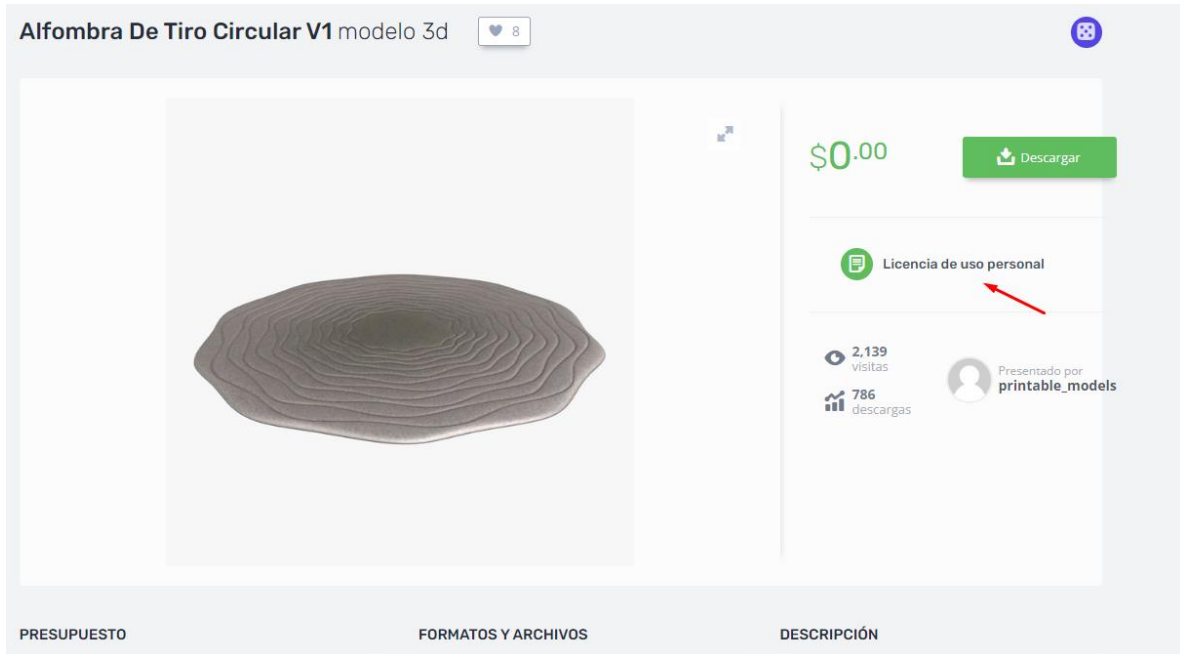 Alfombra De Tiro Circular V1 modelo 3d 8
$0.00 Descargar
Licencia de uso personal
2,139
visitas
786
descargas
Presentado por
printable_models
PRESUPUESTO FORMATOS Y ARCHIVOS DESCRIPCIÓN